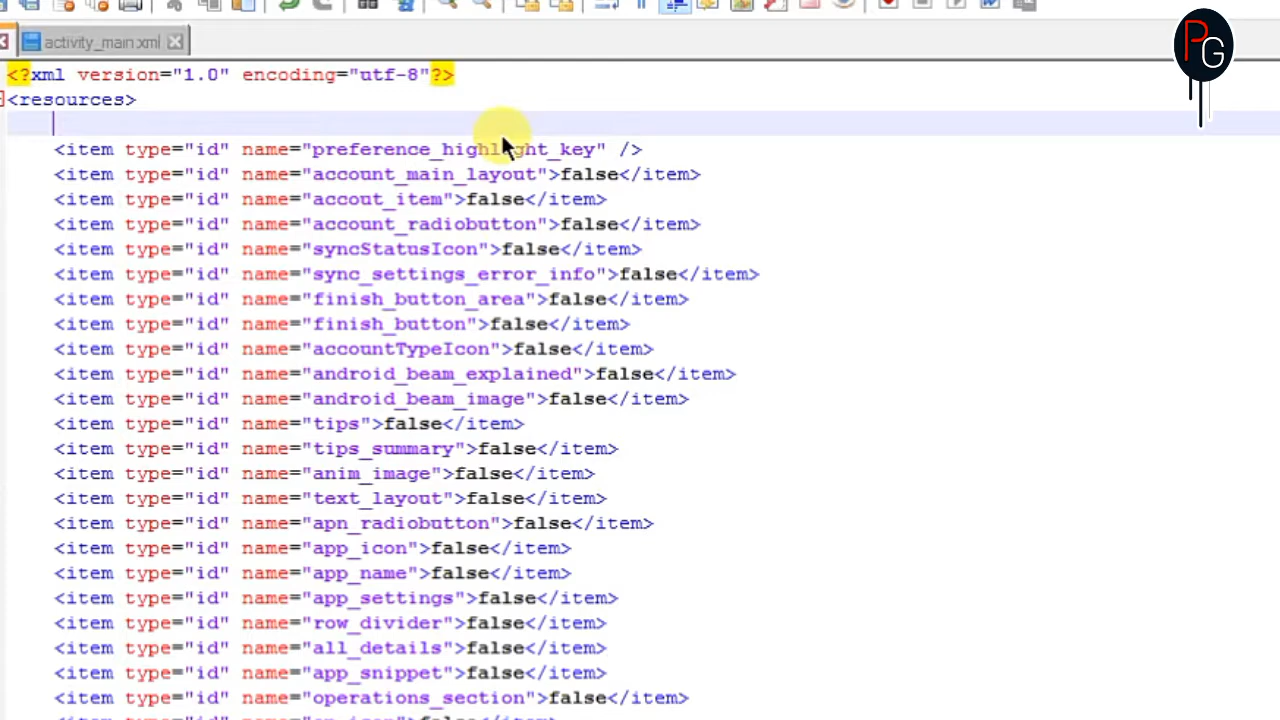 activity_main.xml
PG
<?xml version="1.0" encoding="utf-8"?>
<resources>
<item type="id" name="preference_highlight_key" />
<item type="id" name="account_main_layout">false</item>
<item type="id" name="accout_item">false</item>
<item type="id" name="account_radiobutton">false</item>
<item type="id" name="syncStatusIcon">false</item>
<item type="id" name="sync_settings_error_info">false</item>
<item type="id" name="finish_button_area">false</item>
<item type="id" name="finish_button">false</item>
<item type="id" name="accountTypeIcon">false</item>
<item type="id" name="android_beam_explained">false</item>
<item type="id" name="android_beam_image">false</item>
<item type="id" name="tips">false</item>
<item type="id" name="tips_summary">false</item>
<item type="id" name="anim_image">false</item>
<item type="id" name="text_layout">false</item>
<item type="id" name="apn_radiobutton">false</item>
<item type="id" name="app_icon">false</item>
<item type="id" name="app_name">false</item>
<item type="id" name="app_settings">false</item>
<item type="id" name="row_divider">false</item>
<item type="id" name="all_details">false</item>
<item type="id" name="app_snippet">false</item>
<item type="id" name="operations_section">false</item>